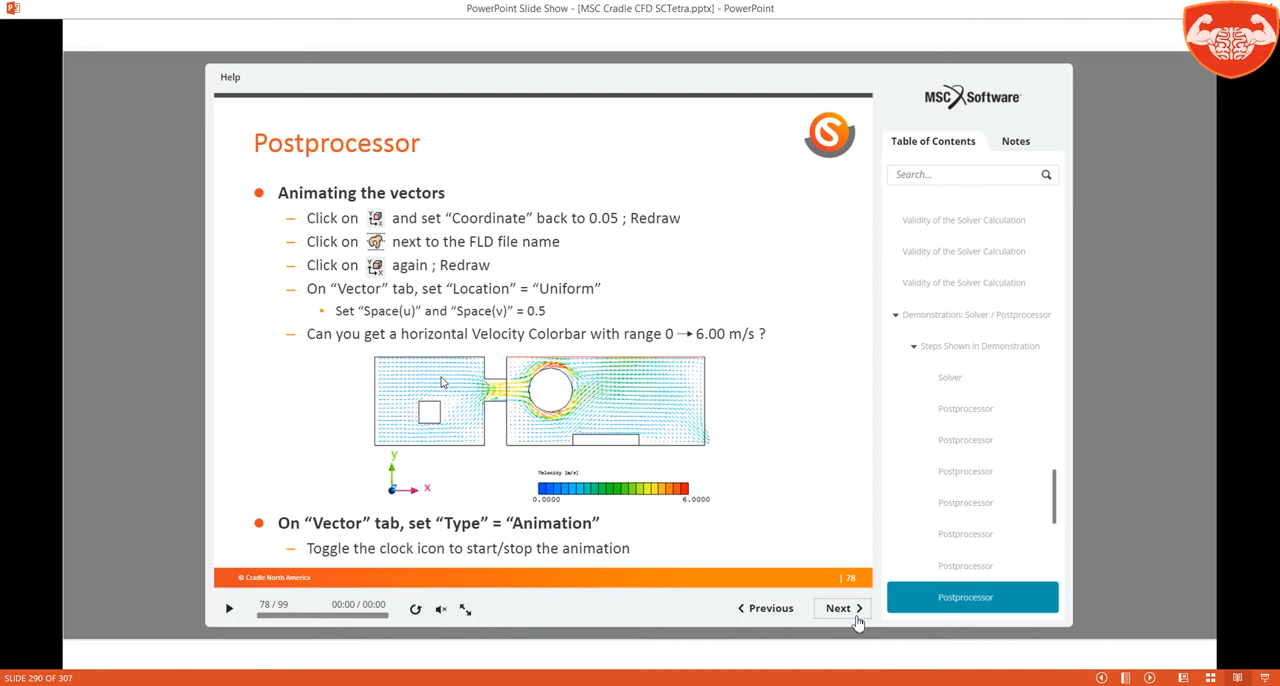 PowerPoint Slide Show - [MSC Cradle CFD SCTetra.pptx] - PowerPoint
Help
MSC Software
Table of Contents
Notes
Search...
Postprocessor
Animating the vectors
– Click on and set “Coordinate” back to 0.05 ; Redraw
– Click on next to the FLD file name
– Click on again ; Redraw
– On “Vector” tab, set “Location” = “Uniform”
• Set “Space(u)” and “Space(v)” = 0.5
– Can you get a horizontal Velocity Colorbar with range 0 → 6.00 m/s ?
y
z
x
Velocity [m/s]
0.0000
6.0000
On “Vector” tab, set “Type” = “Animation”
– Toggle the clock icon to start/stop the animation
© Cradle North America
| 78
78 / 99
00:00 / 00:00
Previous
Next
Validity of the Solver Calculation
Validity of the Solver Calculation
Validity of the Solver Calculation
Demonstration: Solver / Postprocessor
Steps Shown in Demonstration
Solver
Postprocessor
Postprocessor
Postprocessor
Postprocessor
Postprocessor
Postprocessor
Postprocessor
SLIDE 290 OF 307